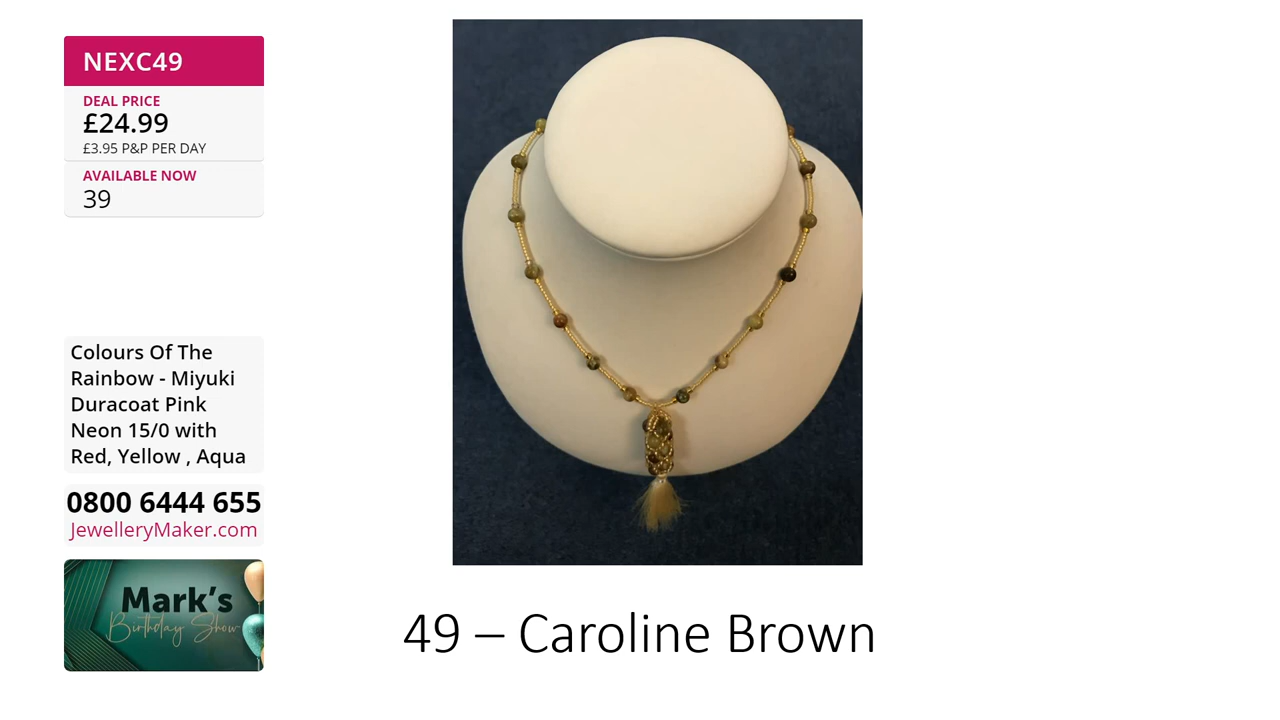 NEXC49
DEAL PRICE
£24.99
£3.95 P&P PER DAY
AVAILABLE NOW
39
Colours Of The
Rainbow - Miyuki
Duracoat Pink
Neon 15/0 with
Red, Yellow , Aqua
0800 6444 655
JewelleryMaker.com
Mark's
Birthday Show
49 – Caroline Brown